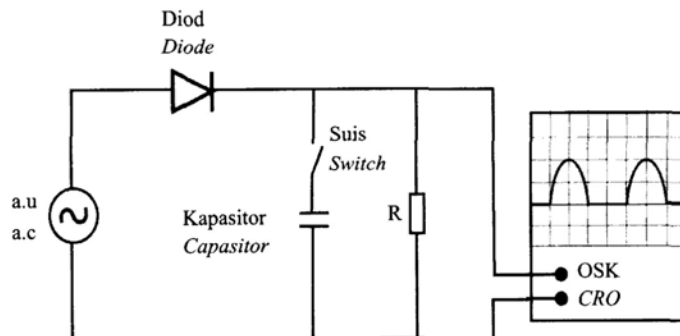 Diod
Diode
Suis
Switch
a.u
a.c
Kapasitor
Capasitor
R
OSK
CRO